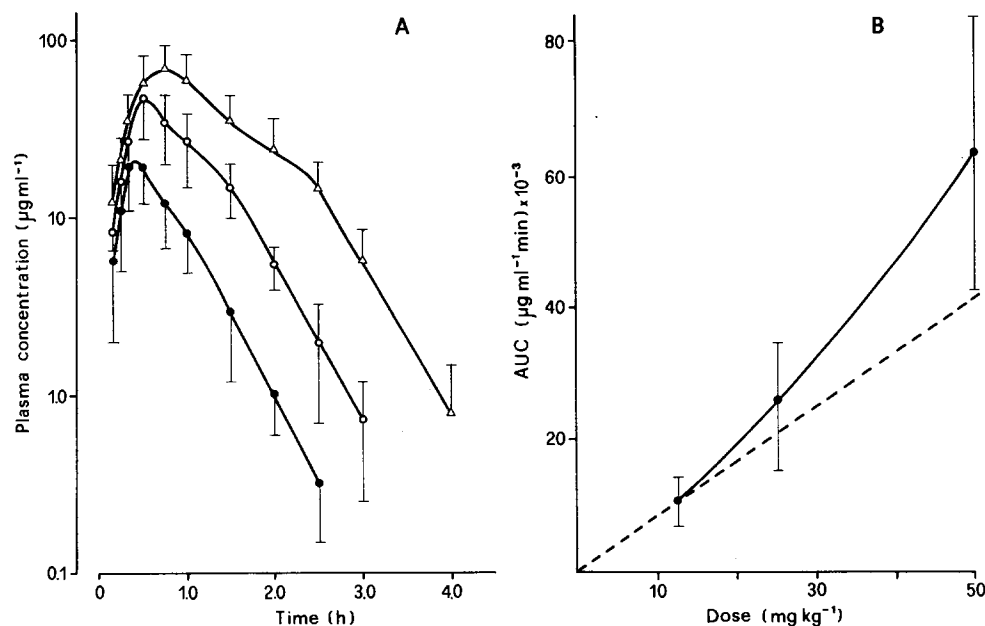 A
Plasma concentration (µg ml⁻¹)
100
10
1.0
0.1
0
1.0
2.0
3.0
4.0
Time (h)
B
AUC (µg ml⁻¹ min) x 10⁻³
80
60
40
20
10
30
50
Dose (mg kg⁻¹)